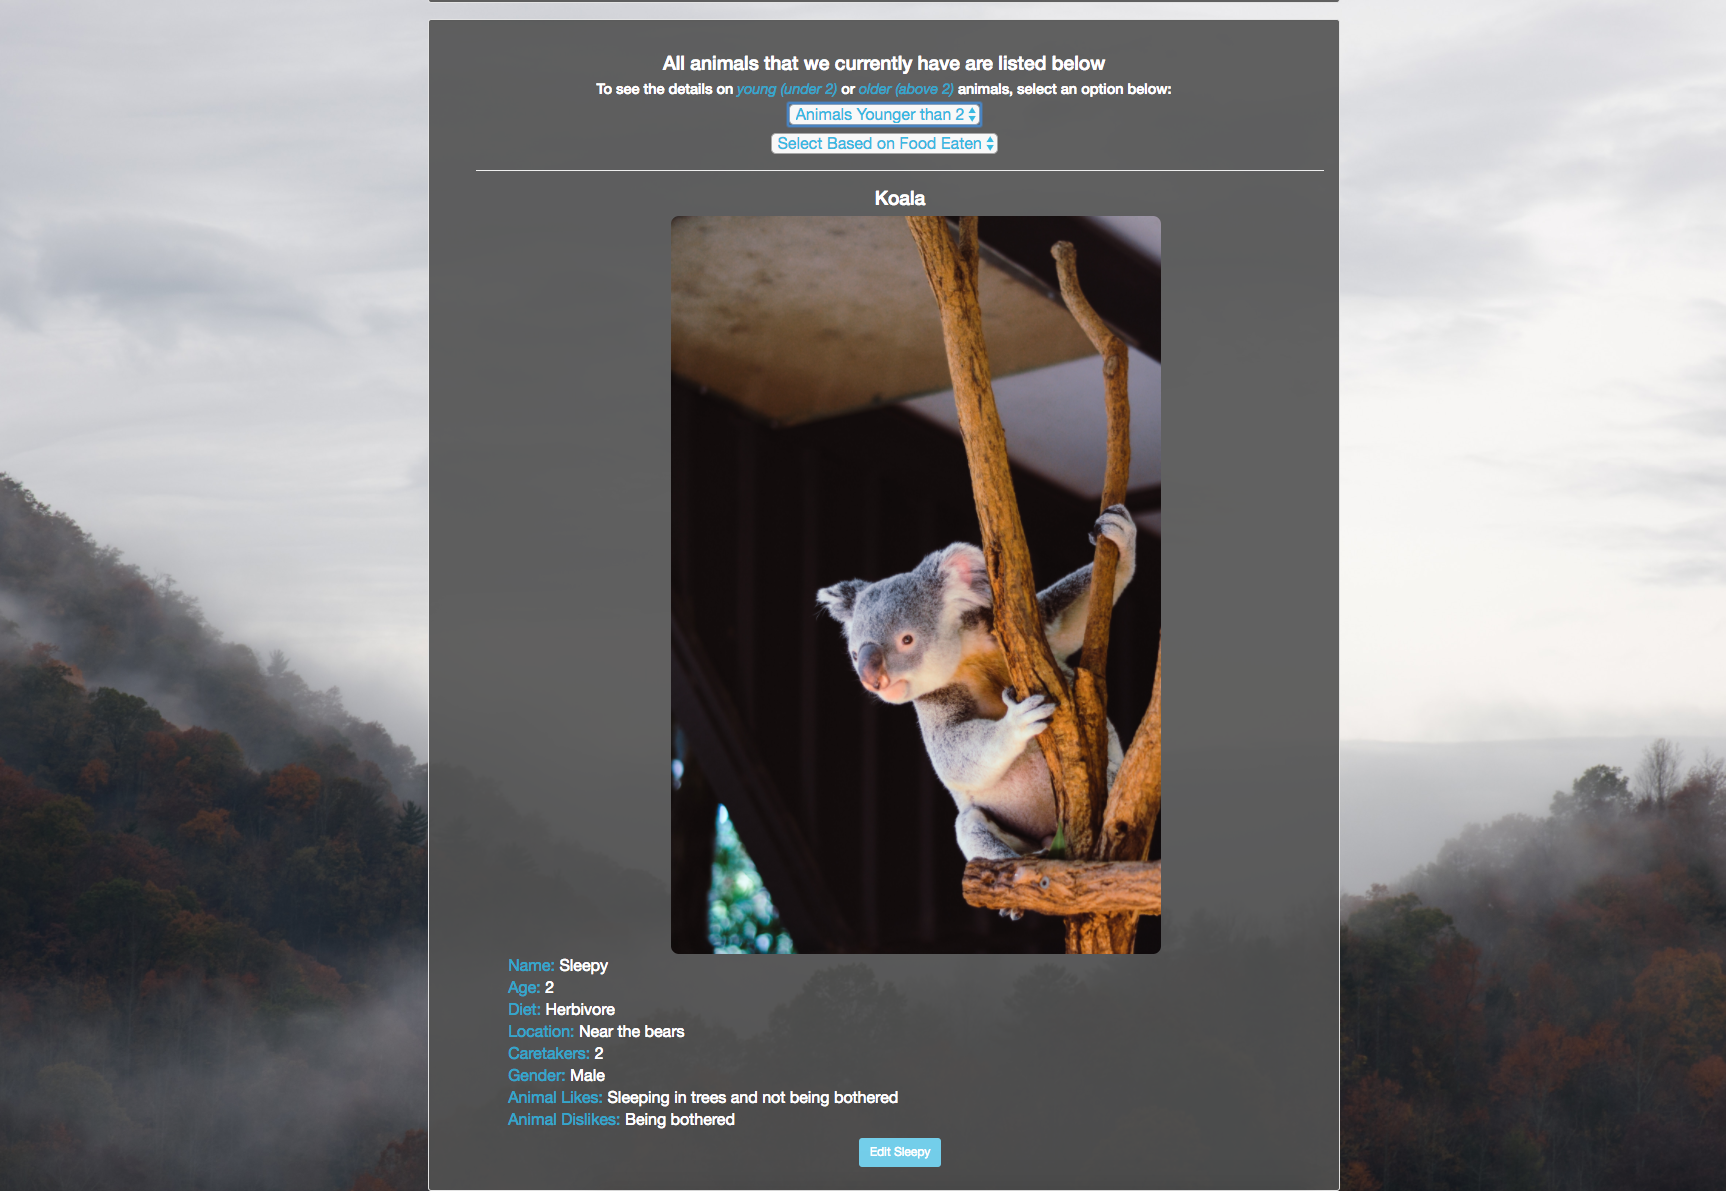 All animals that we currently have are listed below
To see the details on young (under 2) or older (above 2) animals, select an option below:
Animals Younger than 2
Select Based on Food Eaten
Koala
Name: Sleepy
Age: 2
Diet: Herbivore
Location: Near the bears
Caretakers: 2
Gender: Male
Animal Likes: Sleeping in trees and not being bothered
Animal Dislikes: Being bothered
Edit Sleepy